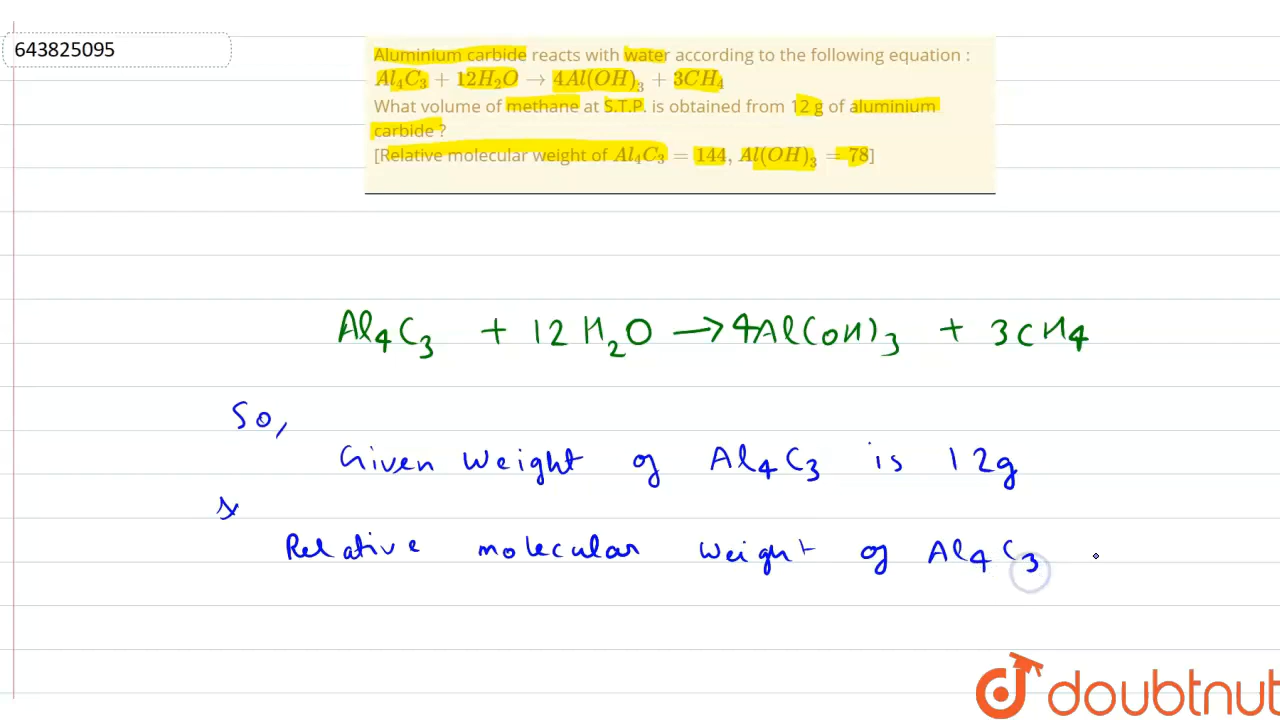 643825095
Aluminium carbide reacts with water according to the following equation :
Al₄C₃ + 12H₂O → 4Al(OH)₃ + 3CH₄
What volume of methane at S.T.P. is obtained from 12 g of aluminium
carbide ?
[Relative molecular weight of Al₄C₃ = 144, Al(OH)₃ = 78]
Al₄C₃ + 12H₂O → 4Al(OH)₃ + 3CH₄
So,
Given Weight of Al₄C₃ is 12g
&
Relative molecular weight of Al₄C₃
doubtnut